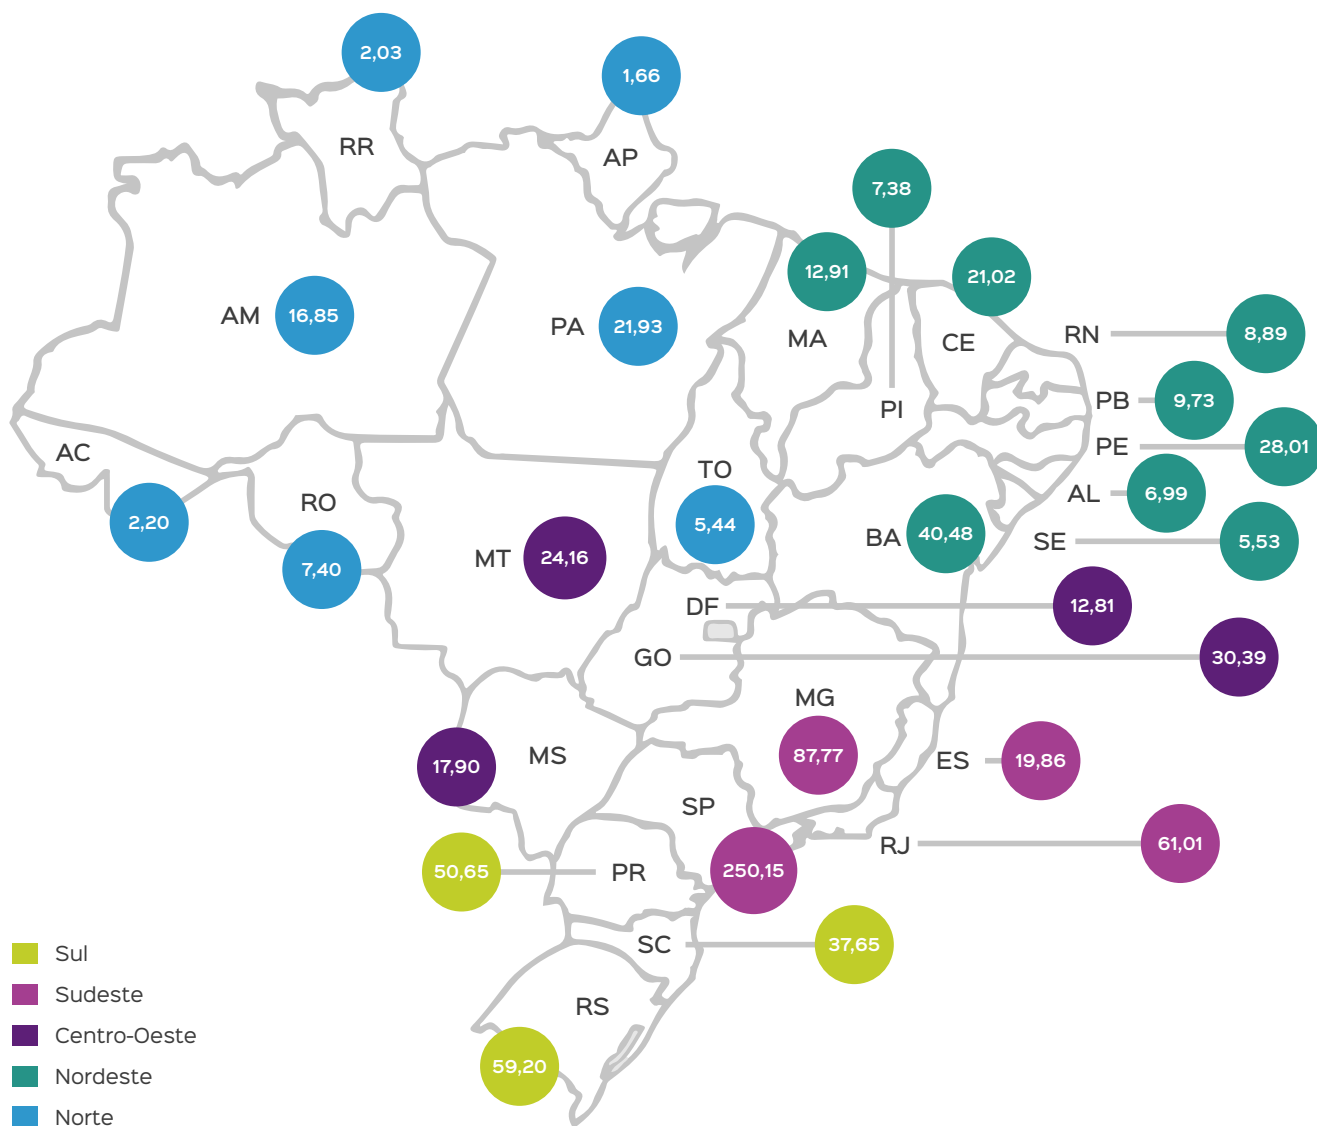 2,03
RR
1,66
AP
7,38
12,91
MA
21,02
CE
PI
AM
16,85
PA
21,93
RN
8,89
PB
9,73
PE
28,01
AL
6,99
SE
5,53
AC
2,20
RO
7,40
TO
5,44
MT
24,16
BA
40,48
DF
12,81
GO
30,39
MG
87,77
MS
17,90
ES
19,86
SP
250,15
RJ
61,01
50,65
PR
SC
37,65
RS
59,20
Sul
Sudeste
Centro-Oeste
Nordeste
Norte